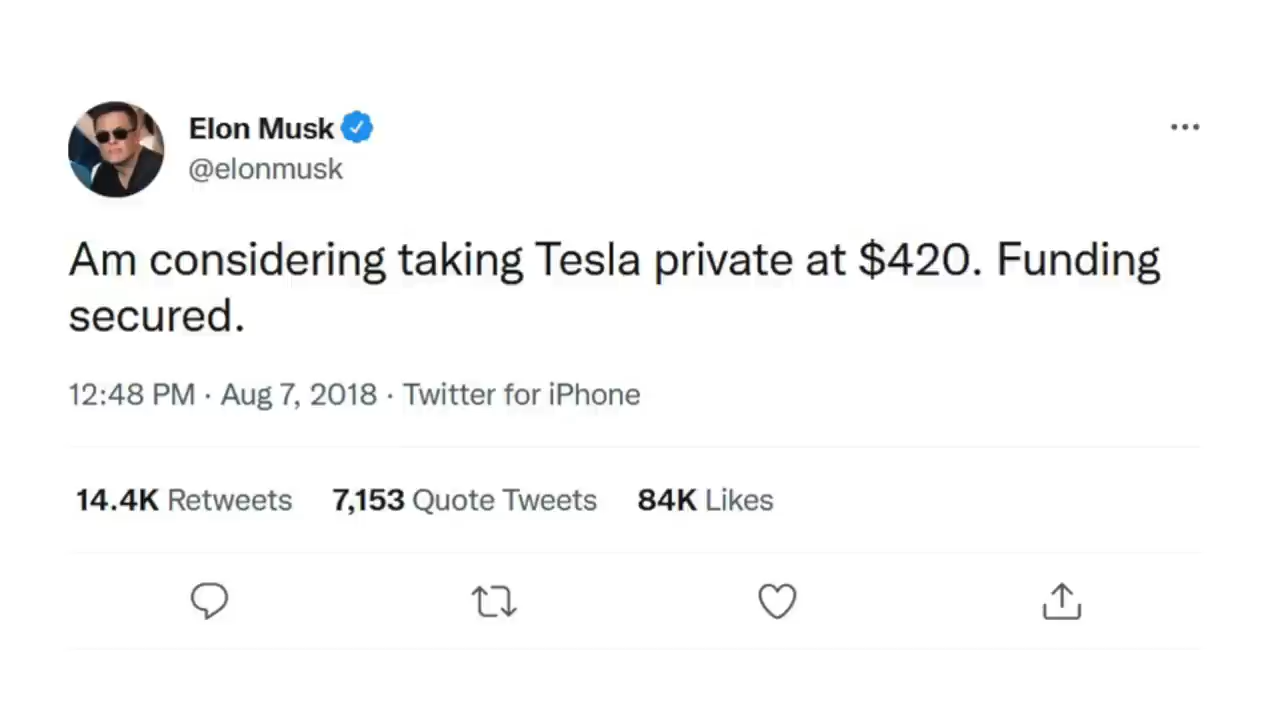 Elon Musk
@elonmusk
Am considering taking Tesla private at $420. Funding
secured.
12:48 PM · Aug 7, 2018 · Twitter for iPhone
14.4K Retweets 7,153 Quote Tweets 84K Likes